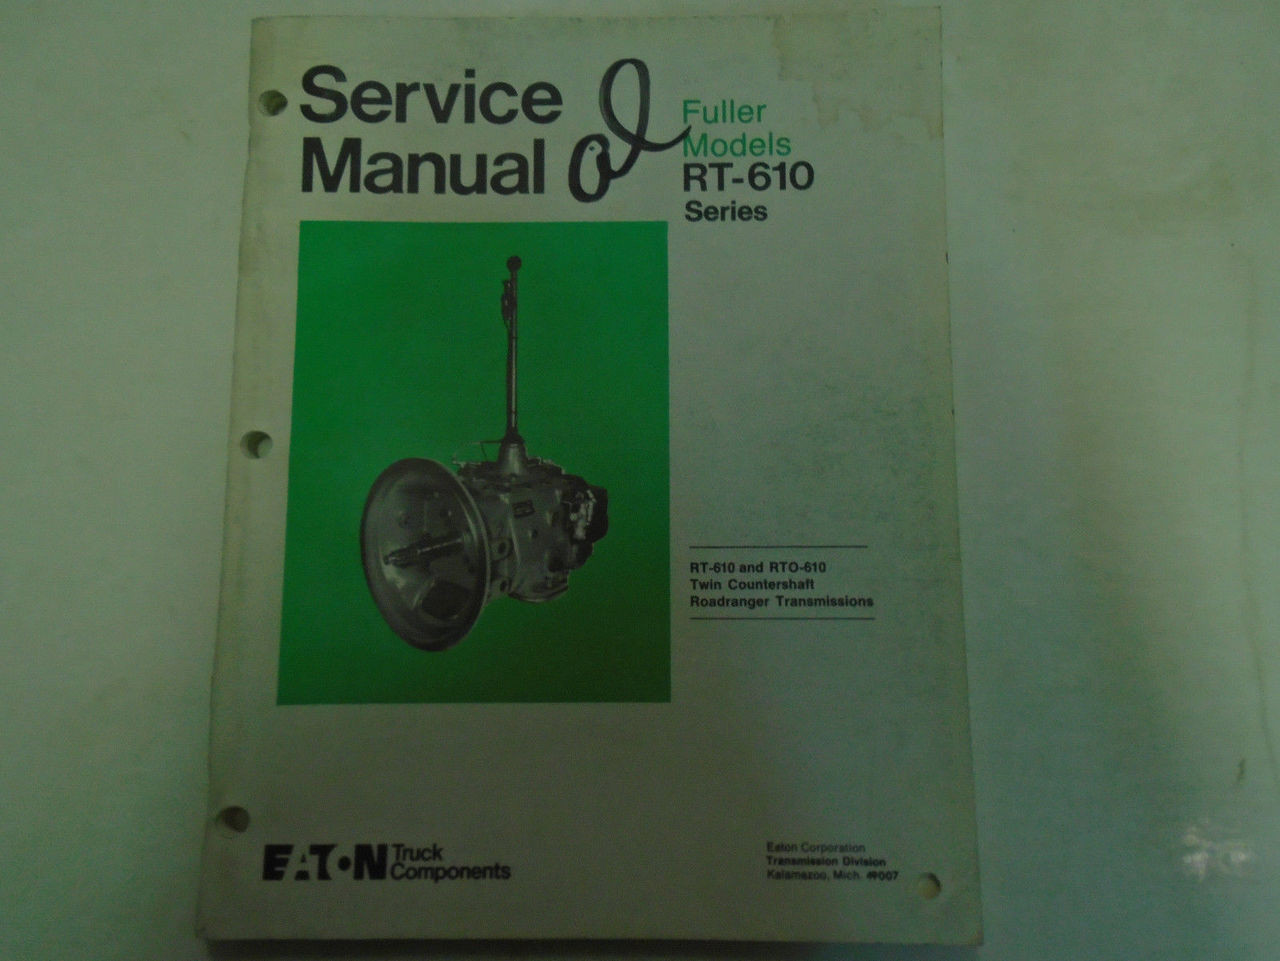 Service
Manual
Fuller
Models
RT-610
Series
RT-610 and RTO-610
Twin Countershaft
Roadranger Transmissions
EATON Truck
Components
Eaton Corporation
Transmission Division
Kalamazoo, Mich. 49007